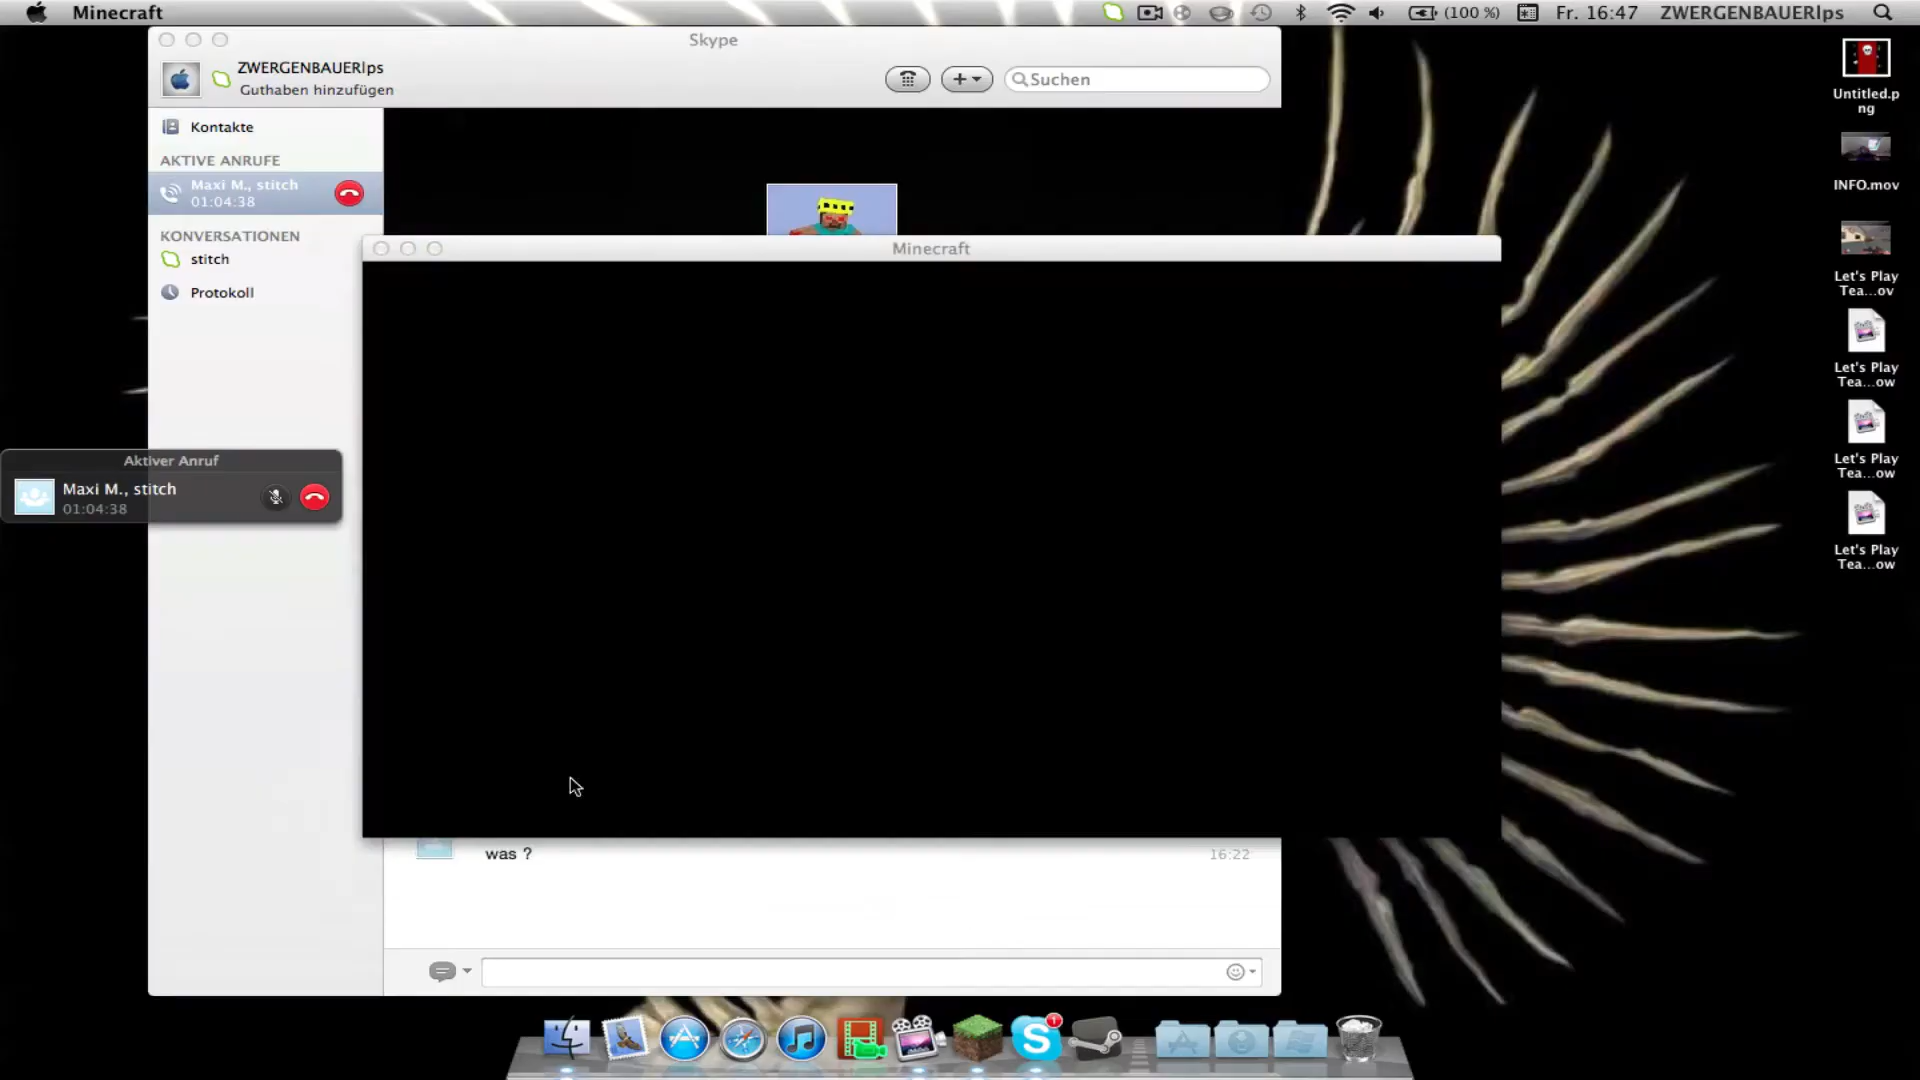 Minecraft
(100 %)
Fr. 16:47
ZWERGENBAUERlps
Skype
ZWERGENBAUERlps
Guthaben hinzufügen
Suchen
Kontakte
AKTIVE ANRUFE
Maxi M., stitch
01:04:38
KONVERSATIONEN
stitch
Protokoll
Minecraft
Aktiver Anruf
Maxi M., stitch
01:04:38
was ?
16:22
Untitled.p
ng
INFO.mov
Let's Play
Tea...ov
Let's Play
Tea...ow
Let's Play
Tea...ow
Let's Play
Tea...ow
S
1